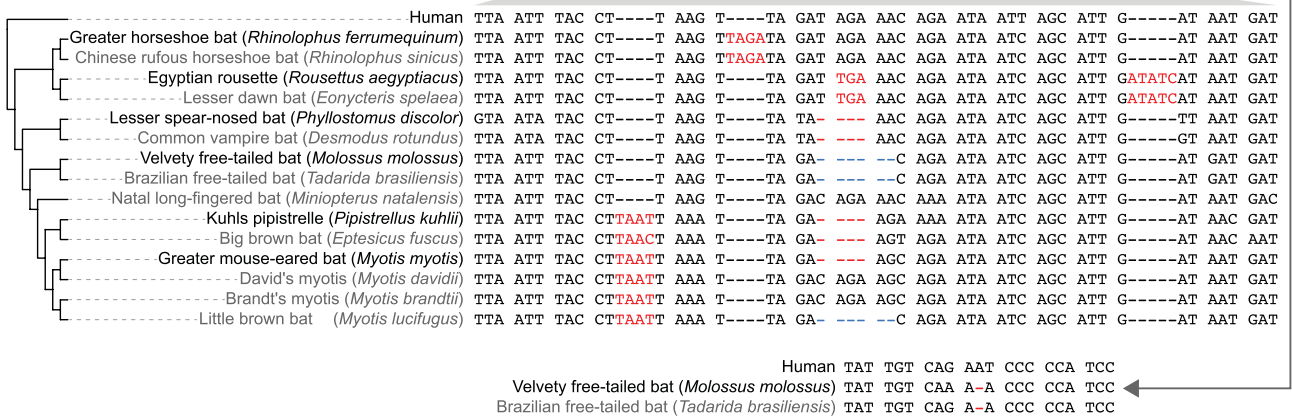 Human TTA ATT TAC CT----T AAG T----TA GAT AGA AAC AGA ATA ATT AGC ATT G-----AT AAT GAT
Greater horseshoe bat (Rhinolophus ferrumequinum) TTA ATT TAC CT----T AAG TTAGATA GAT AGA AAC AGA ATA ATC AGC ATT G-----AT AAT GAT
Chinese rufous horseshoe bat (Rhinolophus sinicus) TTA ATT TAC CT----T AAG TTAGATA GAT AGA AAC AGA ATA ATC AGC ATT G-----AT AAT GAT
Egyptian rousette (Rousettus aegyptiacus) TTA ATT TAC CT----T AAG T----TA GAT TGA AAC AGA ATA ATC AGC ATT GATATCAT AAT GAT
Lesser dawn bat (Eonycteris spelaea) TTA ATT TAC CT----T AAG T----TA GAT TGA AAC AGA ATA ATC AGC ATT GATATCAT AAT GAT
Lesser spear-nosed bat (Phyllostomus discolor) GTA ATA TAC CT----T AAG T----TA TA- --- AAC AGA ATA ATC AGC ATT G-----TT AAT GAT
Common vampire bat (Desmodus rotundus) TTA ATA TAC CT----T AAG T----TA TA- --- AAC AGA ATA ATC AGC ATT G-----GT AAT GAT
Velvety free-tailed bat (Molossus molossus) TTA ATT TAC CT----T AAG T----TA GA- --- --C AGA ATA ATC AGC ATT G-----AT GAT GAT
Brazilian free-tailed bat (Tadarida brasiliensis) TTA ATT TAC CT----T AAG T----TA GA- --- --C AGA ATA ATC AGC ATT G-----AT GAT GAT
Natal long-fingered bat (Miniopterus natalensis) TTA ATT TAC CT----T AAG T----TA GAC AGA AAC AAA ATA ATC AGC ATT G-----AT AAT GAC
Kuhls pipistrelle (Pipistrellus kuhlii) TTA ATT TAC CTTAATT AAA T----TA GA- --- AGA AAA ATA ATC AGC ATT G-----AT AAC GAT
Big brown bat (Eptesicus fuscus) TTA ATT TAC CTTAACT AAA T----TA GA- --- AGT AGA ATA ATC AGC ATT G-----AT AAC AAT
Greater mouse-eared bat (Myotis myotis) TTA ATT TAC CTTAATT AAA T----TA GA- --- AGC AGA ATA ATC AGC ATT G-----AT AAT GAT
David's myotis (Myotis davidii) TTA ATT TAC CTTAATT AAA T----TA GAC AGA AGC AGA ATA ATC AGC ATT G-----AT AAT GAT
Brandt's myotis (Myotis brandtii) TTA ATT TAC CTTAATT AAA T----TA GAC AGA AGC AGA ATA ATC AGC ATT G-----AT AAT GAT
Little brown bat (Myotis lucifugus) TTA ATT TAC CTTAATT AAA T----TA GA- --- --C AGA ATA ATC AGC ATT G-----AT AAT GAT
Human TAT TGT CAG AAT CCC CCA TCC
Velvety free-tailed bat (Molossus molossus) TAT TGT CAA A-A CCC CCA TCC
Brazilian free-tailed bat (Tadarida brasiliensis) TAT TGT CAG A-A CCC CCA TCC